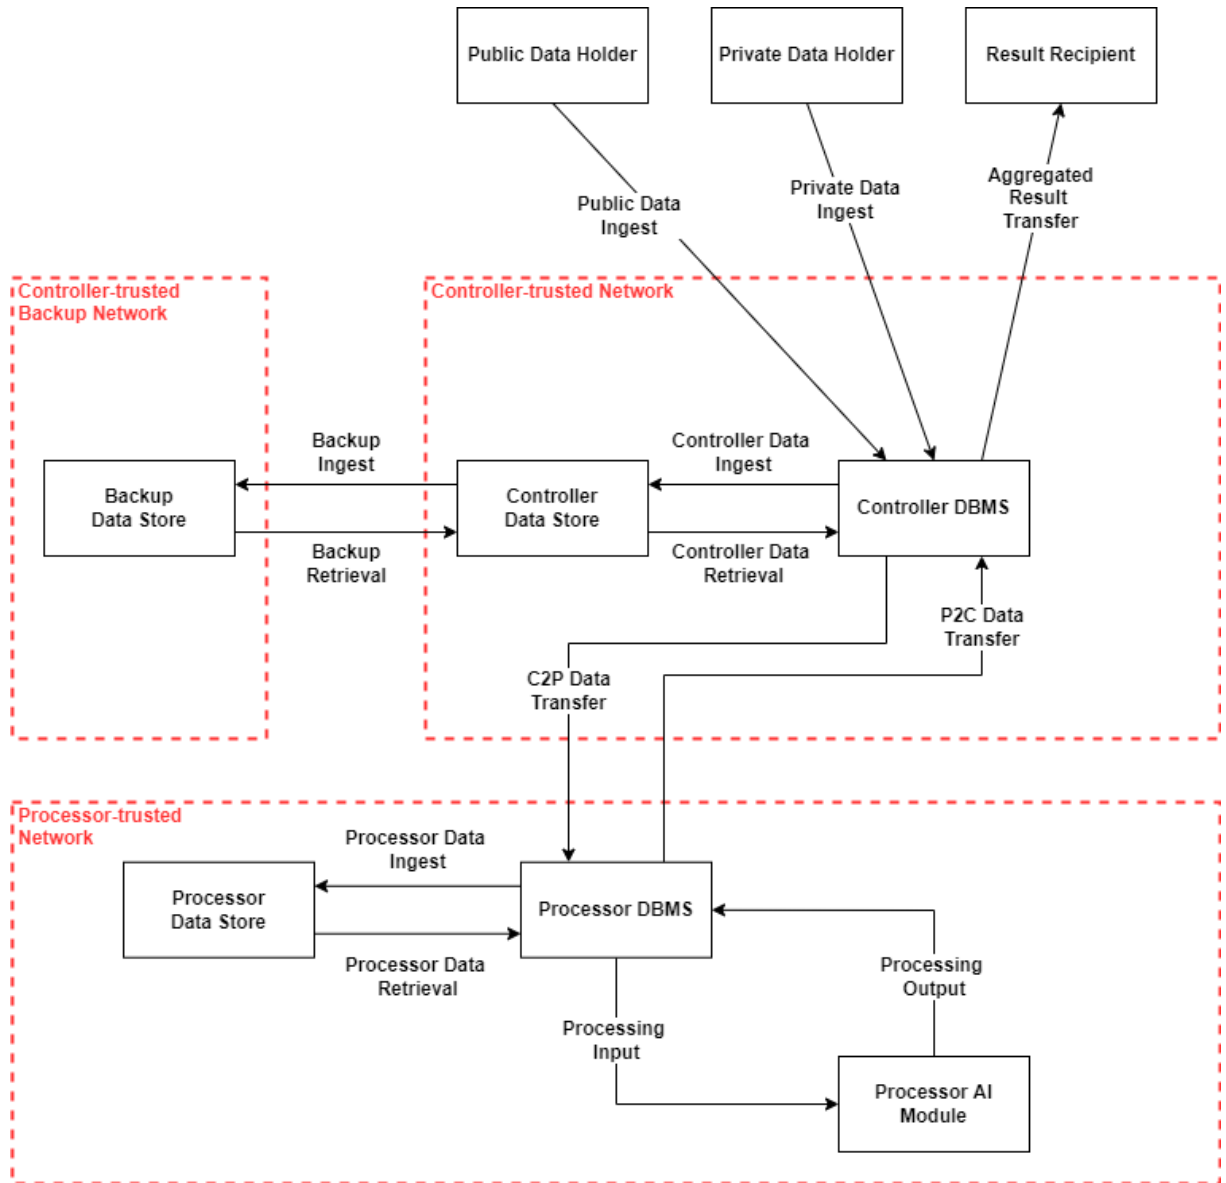 Public Data Holder
Private Data Holder
Result Recipient
Public Data
Ingest
Private Data
Ingest
Aggregated
Result
Transfer
Controller-trusted
Backup Network
Controller-trusted Network
Backup
Ingest
Controller Data
Ingest
Backup
Data Store
Controller
Data Store
Controller DBMS
Backup
Retrieval
Controller Data
Retrieval
P2C Data
Transfer
C2P Data
Transfer
Processor-trusted
Network
Processor Data
Ingest
Processor
Data Store
Processor DBMS
Processor Data
Retrieval
Processing
Output
Processing
Input
Processor AI
Module